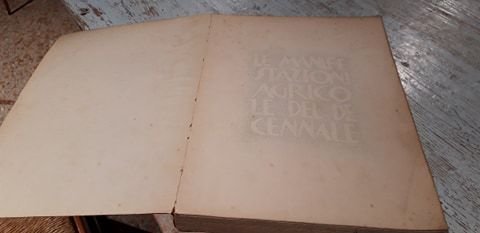 LE MANIFE
STAZIONI
AGRICO
LE DEL DE
CENNALE